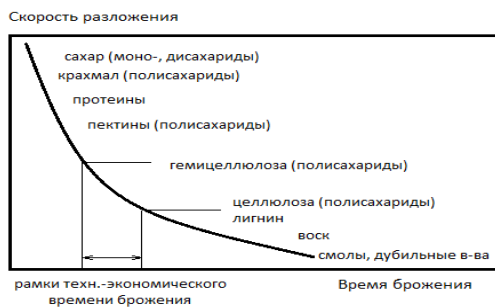 Скорость разложения
сахар (моно-, дисахариды)
крахмал (полисахариды)
протеины
пектины (полисахариды)
гемицеллюлоза (полисахариды)
целлюлоза (полисахариды)
лигнин
воск
смолы, дубильные в-ва
рамки техн.-экономического
времени брожения
Время брожения